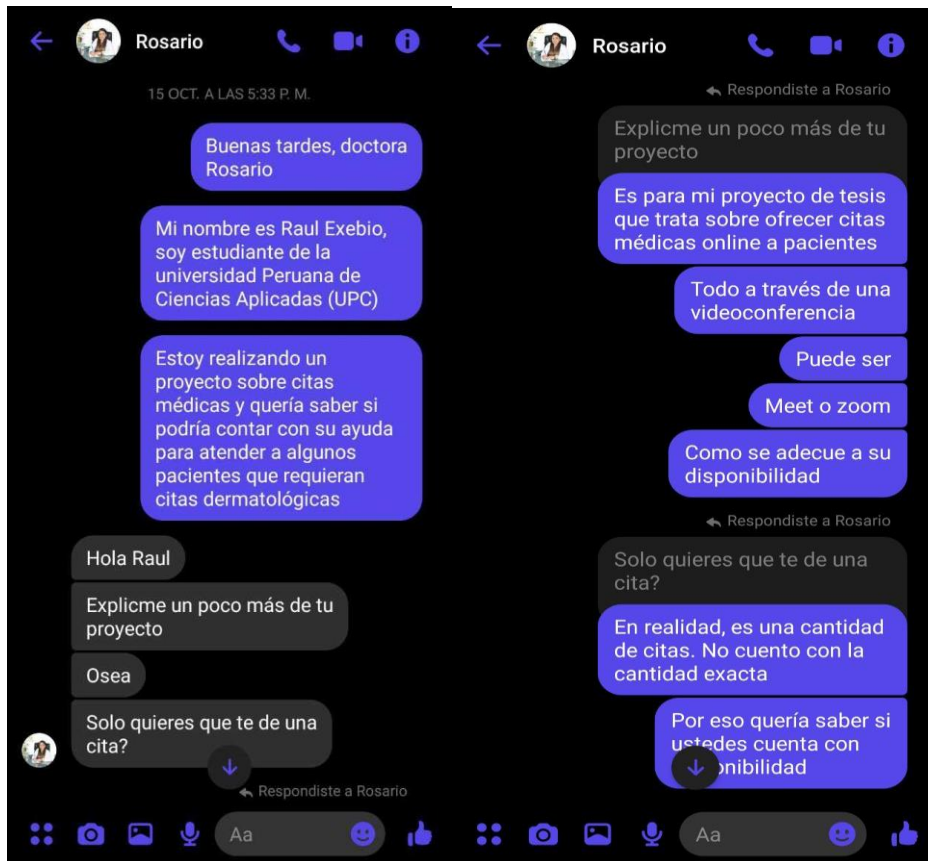 Rosario
15 OCT. A LAS 5:33 P. M.
Buenas tardes, doctora
Rosario
Mi nombre es Raul Exebio,
soy estudiante de la
universidad Peruana de
Ciencias Aplicadas (UPC)
Estoy realizando un
proyecto sobre citas
médicas y quería saber si
podría contar con su ayuda
para atender a algunos
pacientes que requieran
citas dermatológicas
Hola Raul
Explicme un poco más de tu
proyecto
Osea
Solo quieres que te de una
cita?
Respondiste a Rosario
Aa
Rosario
Respondiste a Rosario
Explicme un poco más de tu
proyecto
Es para mi proyecto de tesis
que trata sobre ofrecer citas
médicas online a pacientes
Todo a través de una
videoconferencia
Puede ser
Meet o zoom
Como se adecue a su
disponibilidad
Respondiste a Rosario
Solo quieres que te de una
cita?
En realidad, es una cantidad
de citas. No cuento con la
cantidad exacta
Por eso quería saber si
ustedes cuenta con
Aa